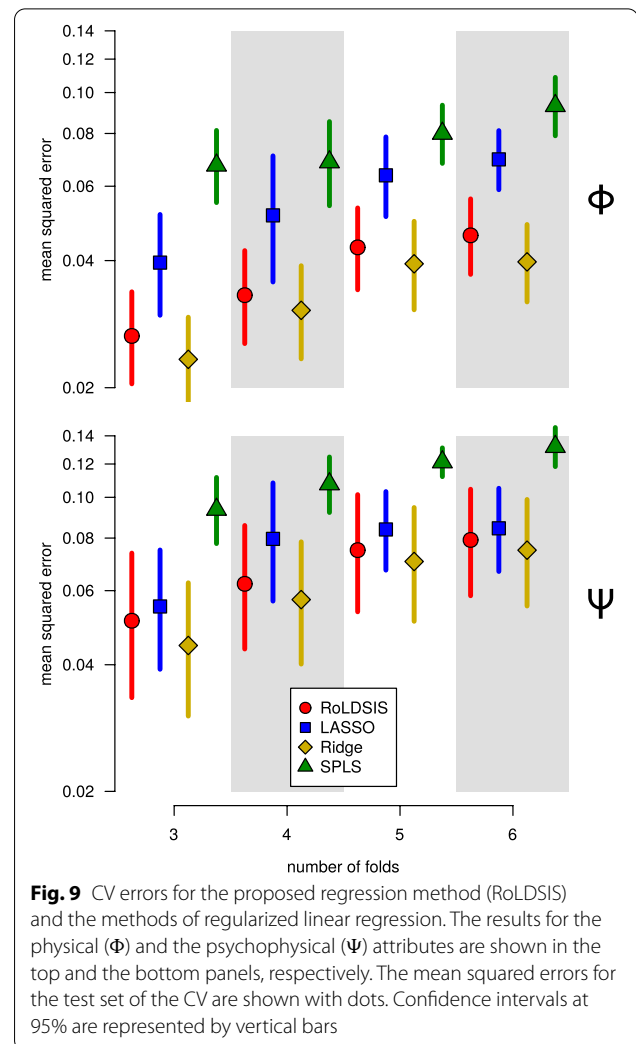 0.14
0.10
0.08
0.06
0.04
0.02
mean squared error
Φ
0.14
0.12
0.10
0.08
0.06
0.04
0.02
mean squared error
Ψ
RoLDSIS
LASSO
Ridge
SPLS
3 4 5 6
number of folds
Fig. 9 CV errors for the proposed regression method (RoLDSIS)
and the methods of regularized linear regression. The results for the
physical (Φ) and the psychophysical (Ψ) attributes are shown in the
top and the bottom panels, respectively. The mean squared errors for
the test set of the CV are shown with dots. Confidence intervals at
95% are represented by vertical bars